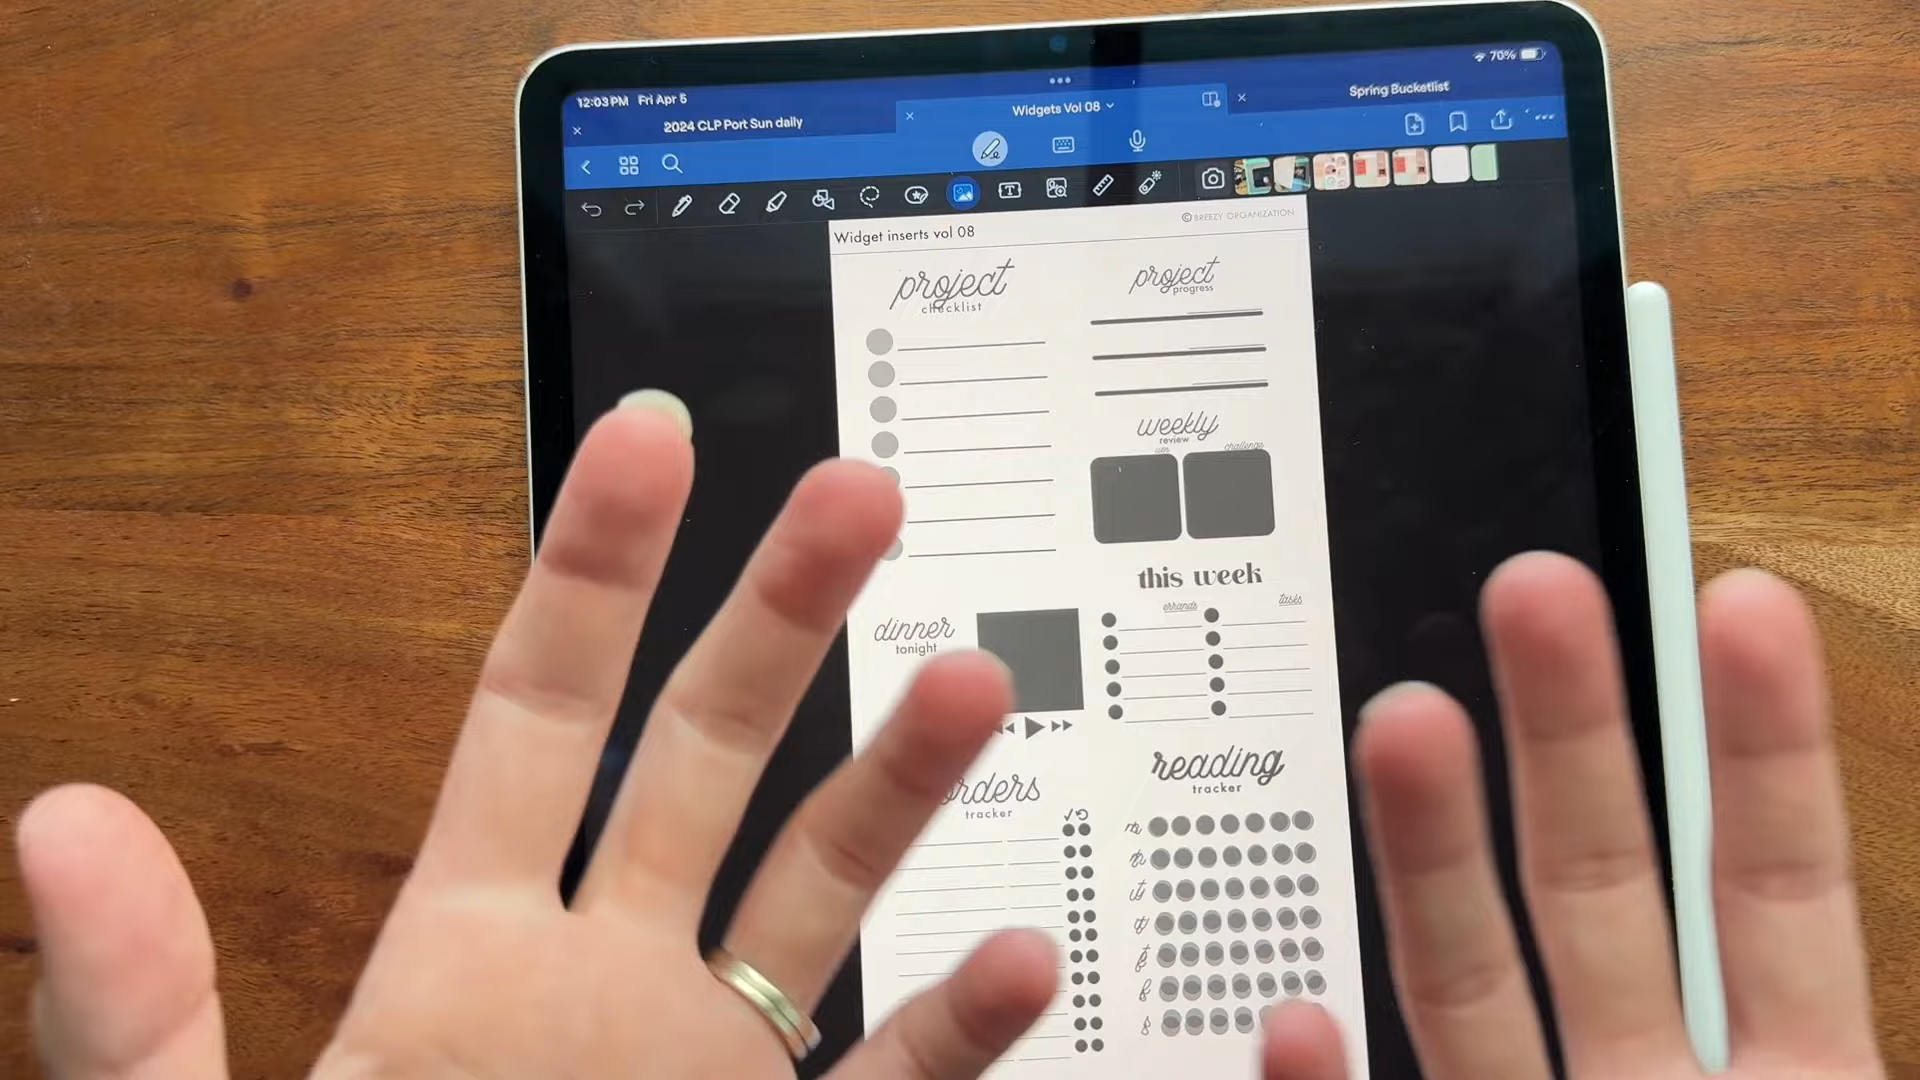 12:03 PM Fri Apr 5
70%
2024 CLP Port Sun daily
Widgets Vol 08
Spring Bucketlist
Widget inserts vol 08
© BREEZY ORGANIZATION
project
checklist
project
progress
weekly
review
win
challenge
this week
errands
tasks
dinner
tonight
orders
tracker
reading
tracker